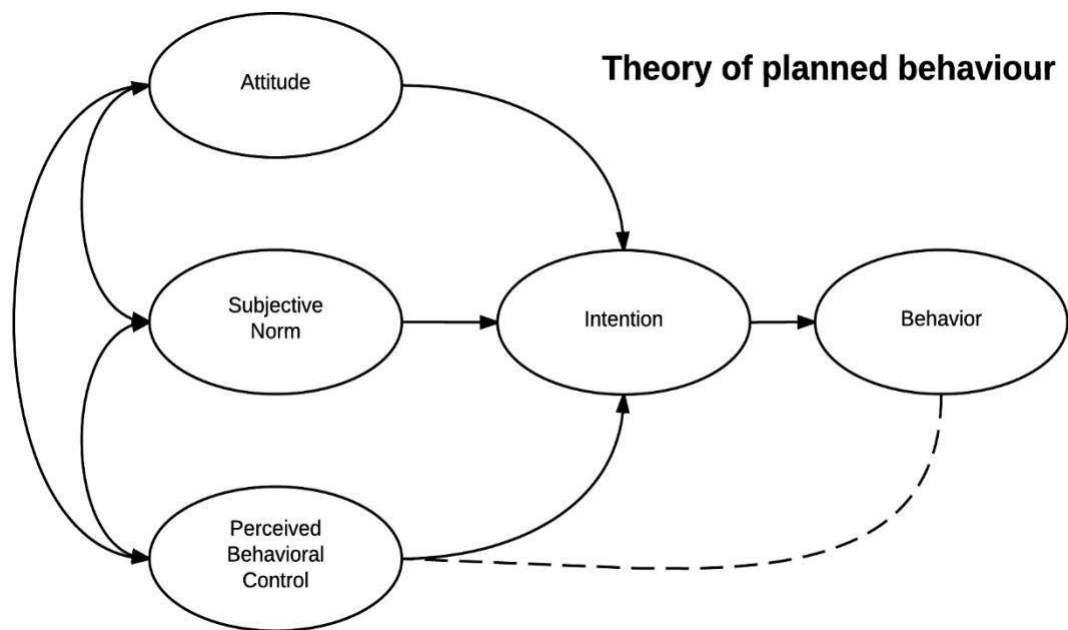 Theory of planned behaviour
Attitude
Subjective
Norm
Intention
Behavior
Perceived
Behavioral
Control